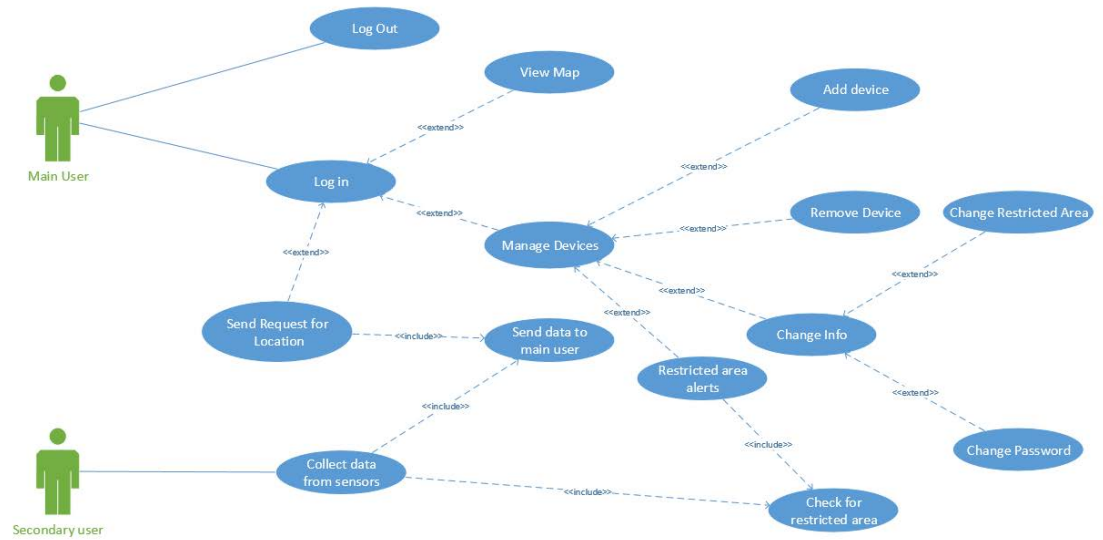 Log Out
View Map
Add device
<<extend>>
<<extend>>
Main User
Log in
<<extend>>
Remove Device
Change Restricted Area
<<extend>>
Manage Devices
<<extend>>
<<extend>>
<<extend>>
<<extend>>
Send Request for
Location
<<include>>
Send data to
main user
Change Info
Restricted area
alerts
<<extend>>
<<include>>
<<include>>
Change Password
Collect data
from sensors
<<include>>
Check for
restricted area
Secondary user